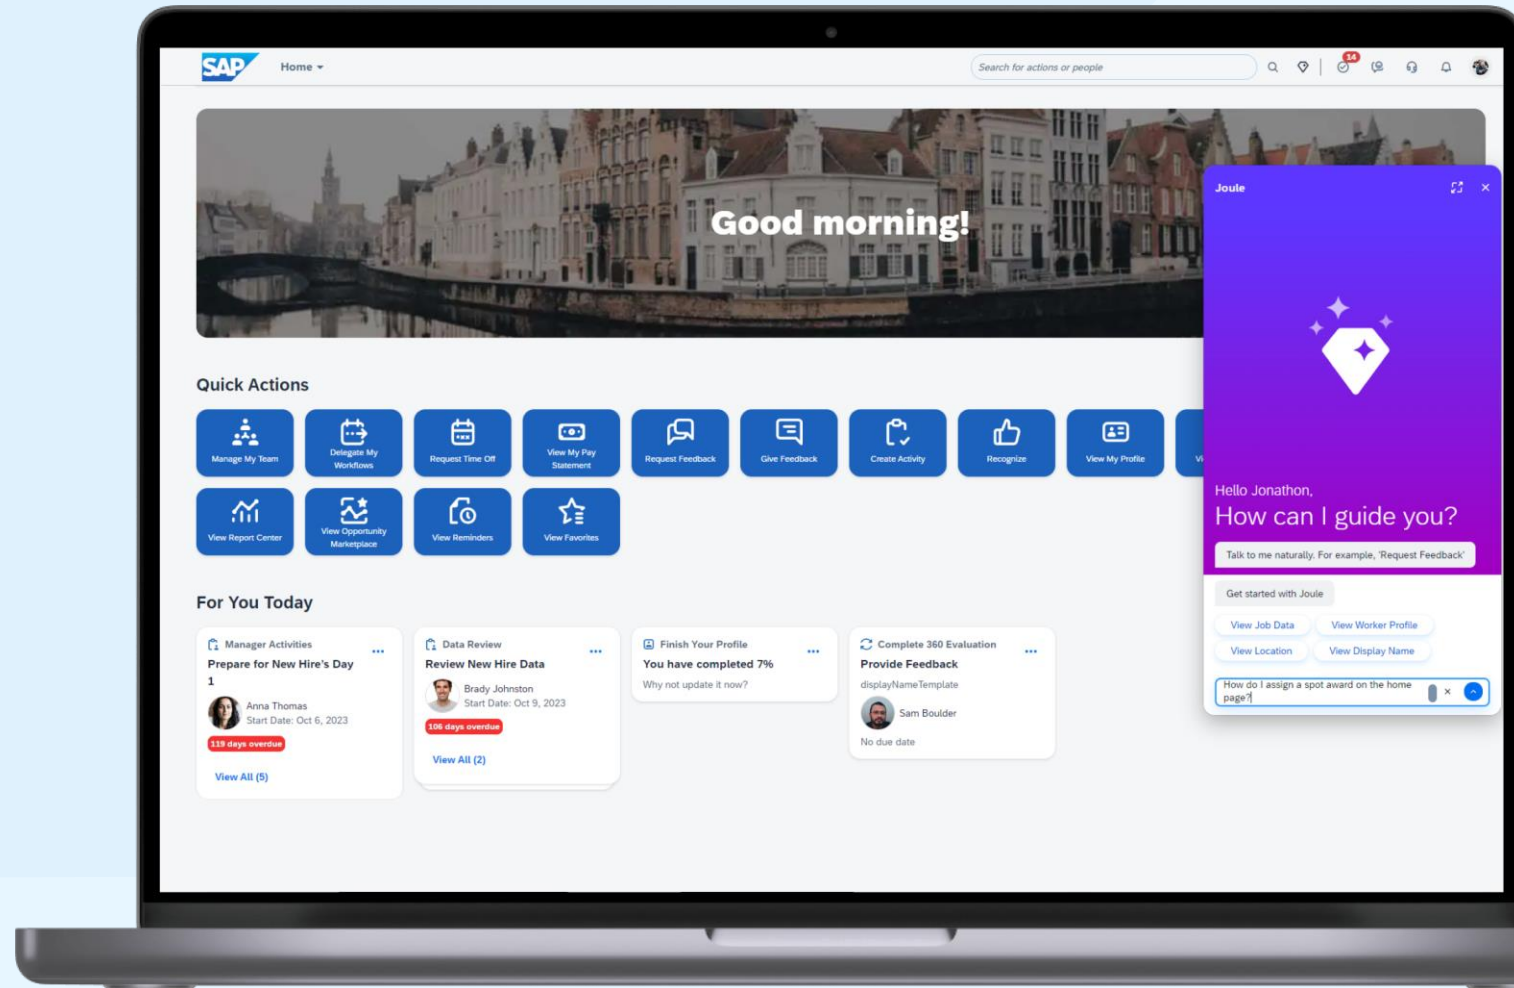 SAP
Home
Search for actions or people
14
Good morning!
Quick Actions
Manage My Team
Delegate My
Workflows
Request Time Off
View My Pay
Statement
Request Feedback
Give Feedback
Create Activity
Recognize
View My Profile
View Report Center
View Opportunity
Marketplace
View Reminders
View Favorites
For You Today
Manager Activities
Prepare for New Hire's Day
1
Anna Thomas
Start Date: Oct 6, 2023
119 days overdue
View All (5)
Data Review
Review New Hire Data
Brady Johnston
Start Date: Oct 9, 2023
106 days overdue
View All (2)
Finish Your Profile
You have completed 7%
Why not update it now?
Complete 360 Evaluation
Provide Feedback
displayNameTemplate
Sam Boulder
No due date
Joule
Hello Jonathon,
How can I guide you?
Talk to me naturally. For example, 'Request Feedback'
Get started with Joule
View Job Data
View Worker Profile
View Location
View Display Name
How do I assign a spot award on the home
page?